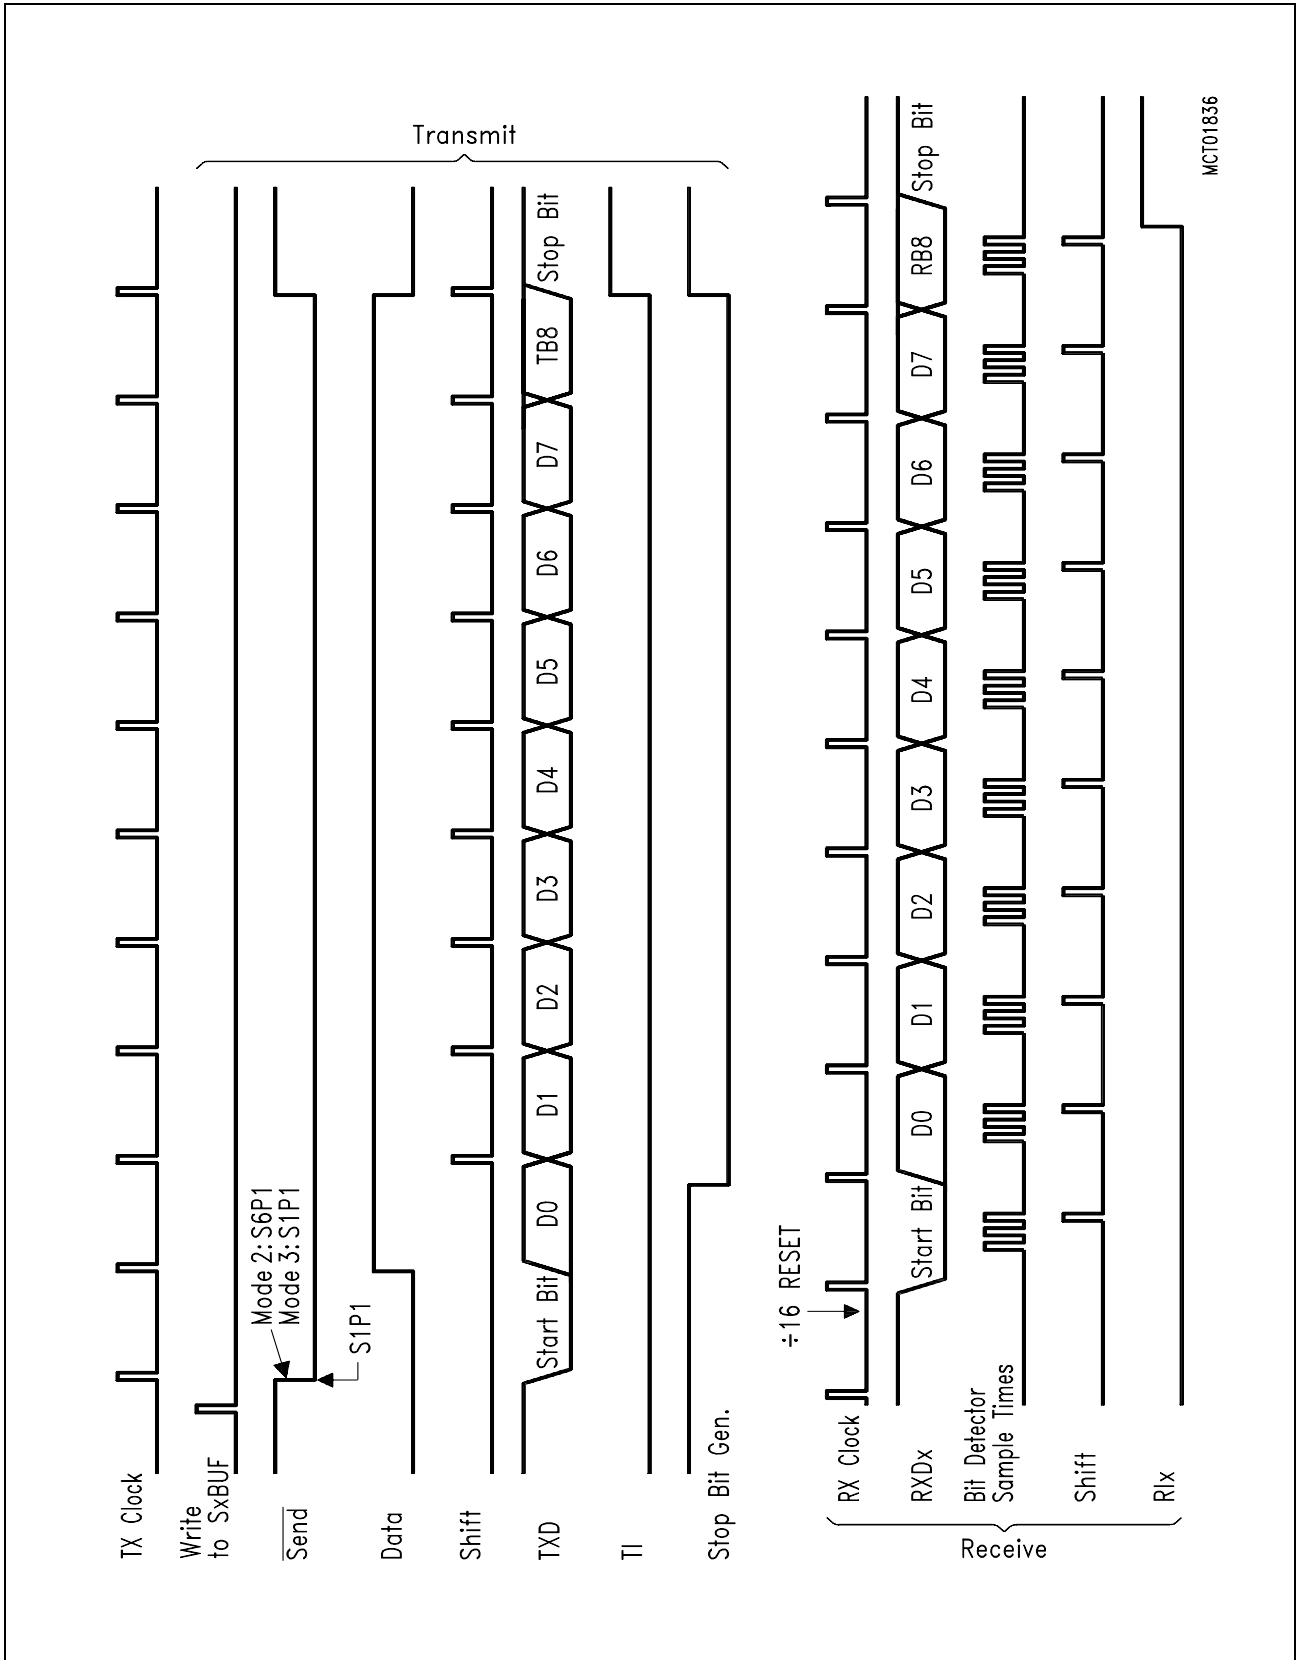 Transmit
TX Clock
Write
to SxBUF
Send
Mode 2: S6P1
Mode 3: S1P1
S1P1
Data
Shift
TXD
Start Bit D0 D1 D2 D3 D4 D5 D6 D7 TB8 Stop Bit
TI
Stop Bit Gen.
Receive
RX Clock
÷16 RESET
RXDx
Start Bit D0 D1 D2 D3 D4 D5 D6 D7 RB8 Stop Bit
Bit Detector
Sample Times
Shift
RIx
MCT01836